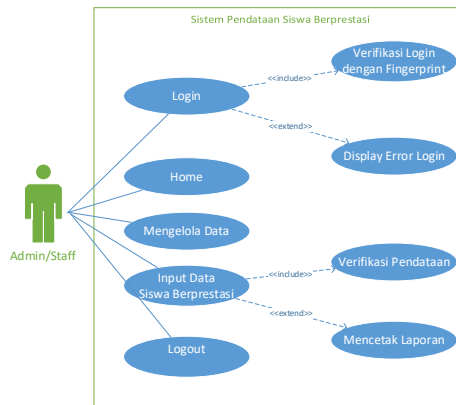 Sistem Pendataan Siswa Berprestasi
Verifikasi Login
dengan Fingerprint
<<include>>
Login
<<extend>>
Display Error Login
Home
Mengelola Data
Admin/Staff
Input Data
Siswa Berprestasi
<<include>>
Verifikasi Pendataan
<<extend>>
Mencetak Laporan
Logout